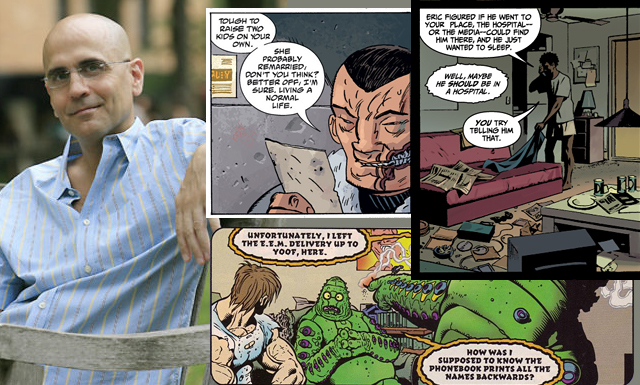 TOUGH TO
RAISE TWO
KIDS ON YOUR
OWN.
SHE
PROBABLY
REMARRIED,
DON'T YOU THINK?
BETTER OFF, I'M
SURE. LIVING A
NORMAL
LIFE.
ERIC FIGURED IF HE WENT TO
YOUR PLACE, THE HOSPITAL--
OR THE MEDIA--COULD FIND
HIM THERE, AND HE JUST
WANTED TO SLEEP.
WELL, MAYBE
HE SHOULD BE IN
A HOSPITAL.
YOU TRY
TELLING HIM
THAT.
UNFORTUNATELY, I LEFT
THE E.E.M. DELIVERY UP TO
YOOF, HERE.
HOW WAS I
SUPPOSED TO KNOW THE
PHONEBOOK PRINTS ALL THE
NAMES BACKWARDS?